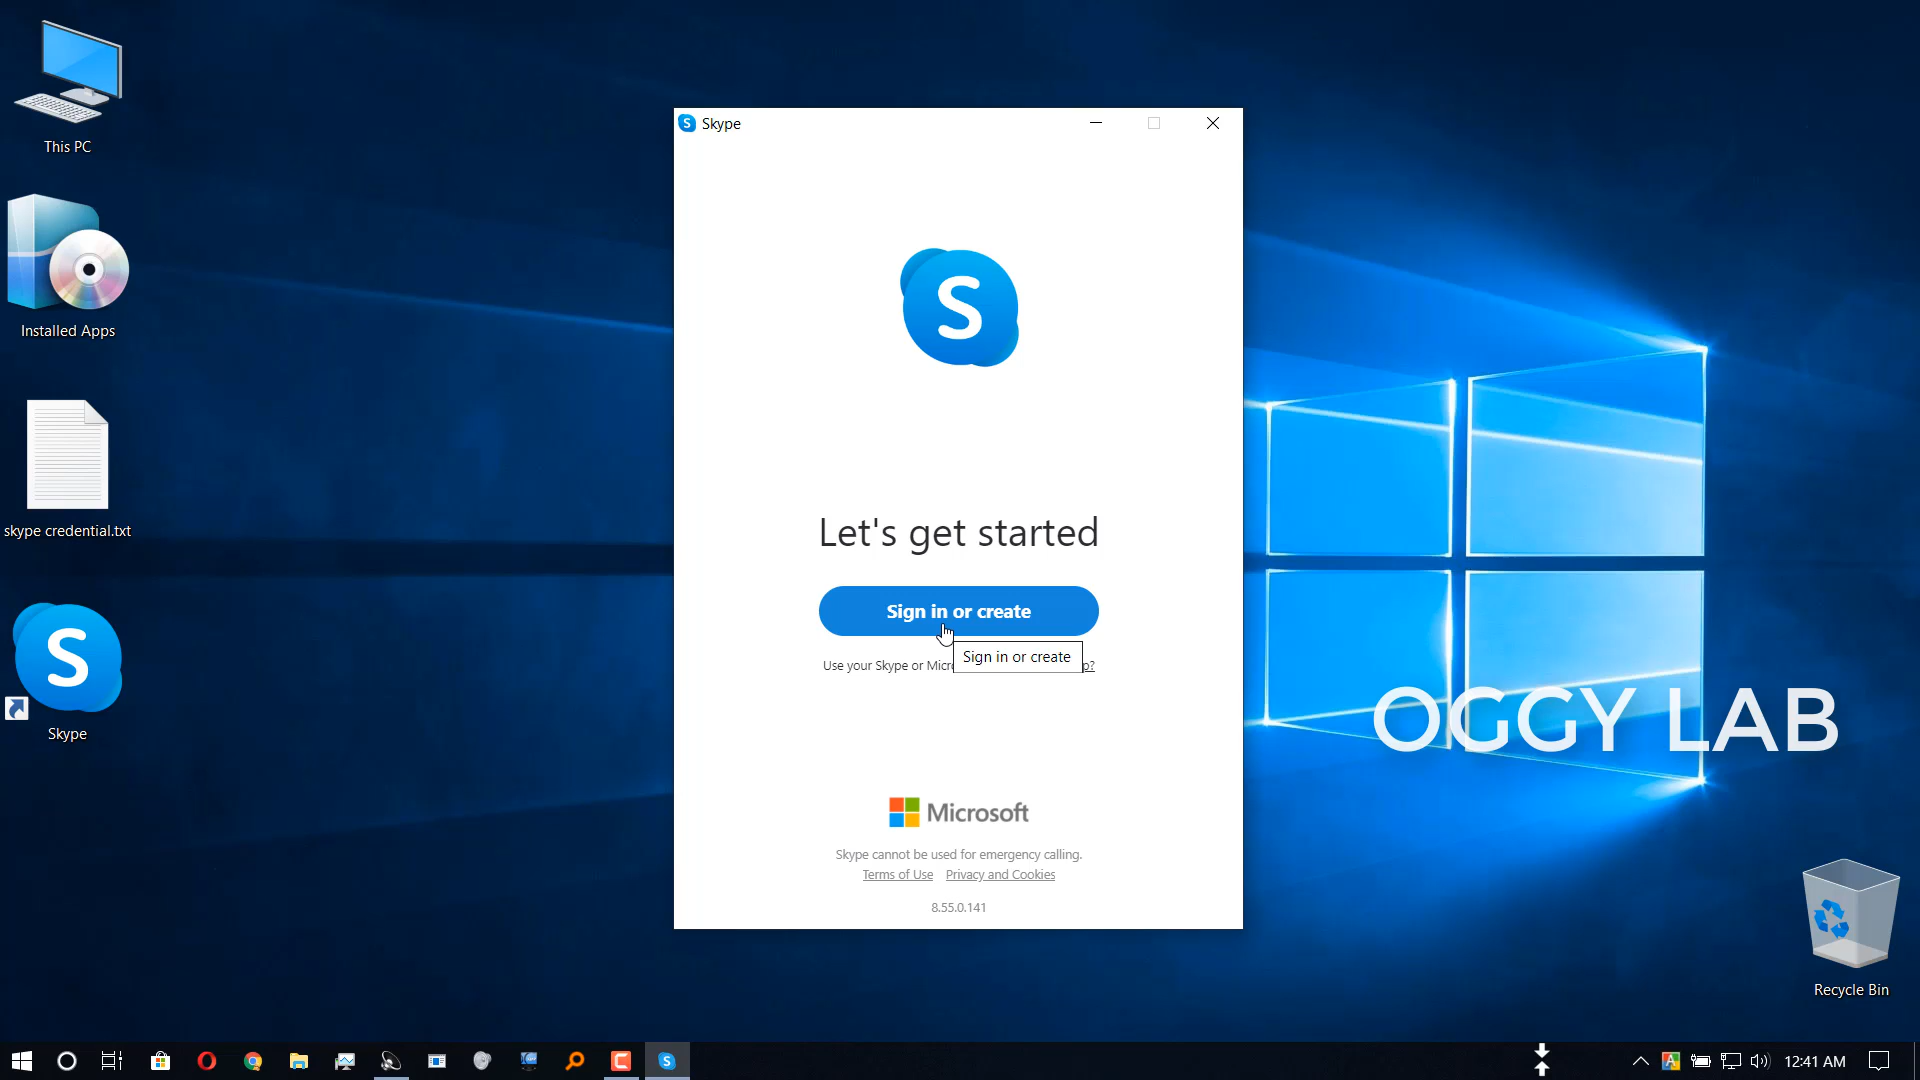 This PC
Installed Apps
skype credential.txt
Skype
Skype
Let's get started
Sign in or create
Sign in or create
Use your Skype or
Microsoft
Skype cannot be used for emergency calling.
Terms of Use Privacy and Cookies
8.55.0.141
OGGY LAB
Recycle Bin
12:41 AM